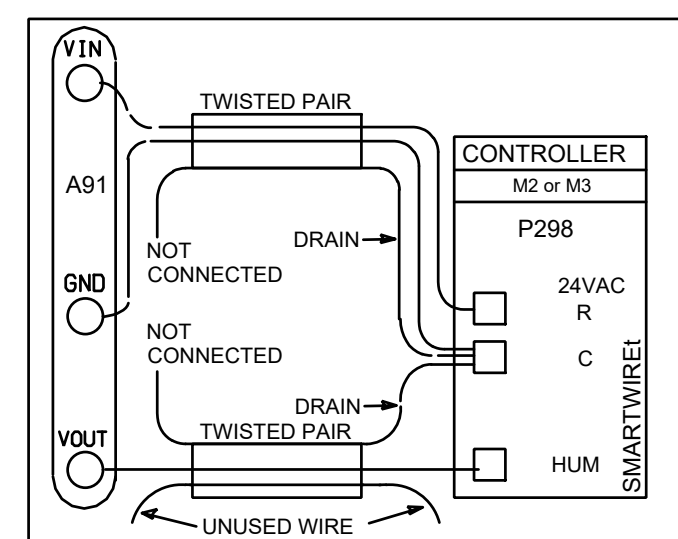 VIN
TWISTED PAIR
CONTROLLER
M2 or M3
A91
P298
NOT
CONNECTED
DRAIN
GND
24VAC
R
NOT
CONNECTED
C
SMARTWIREt
DRAIN
TWISTED PAIR
VOUT
HUM
UNUSED WIRE